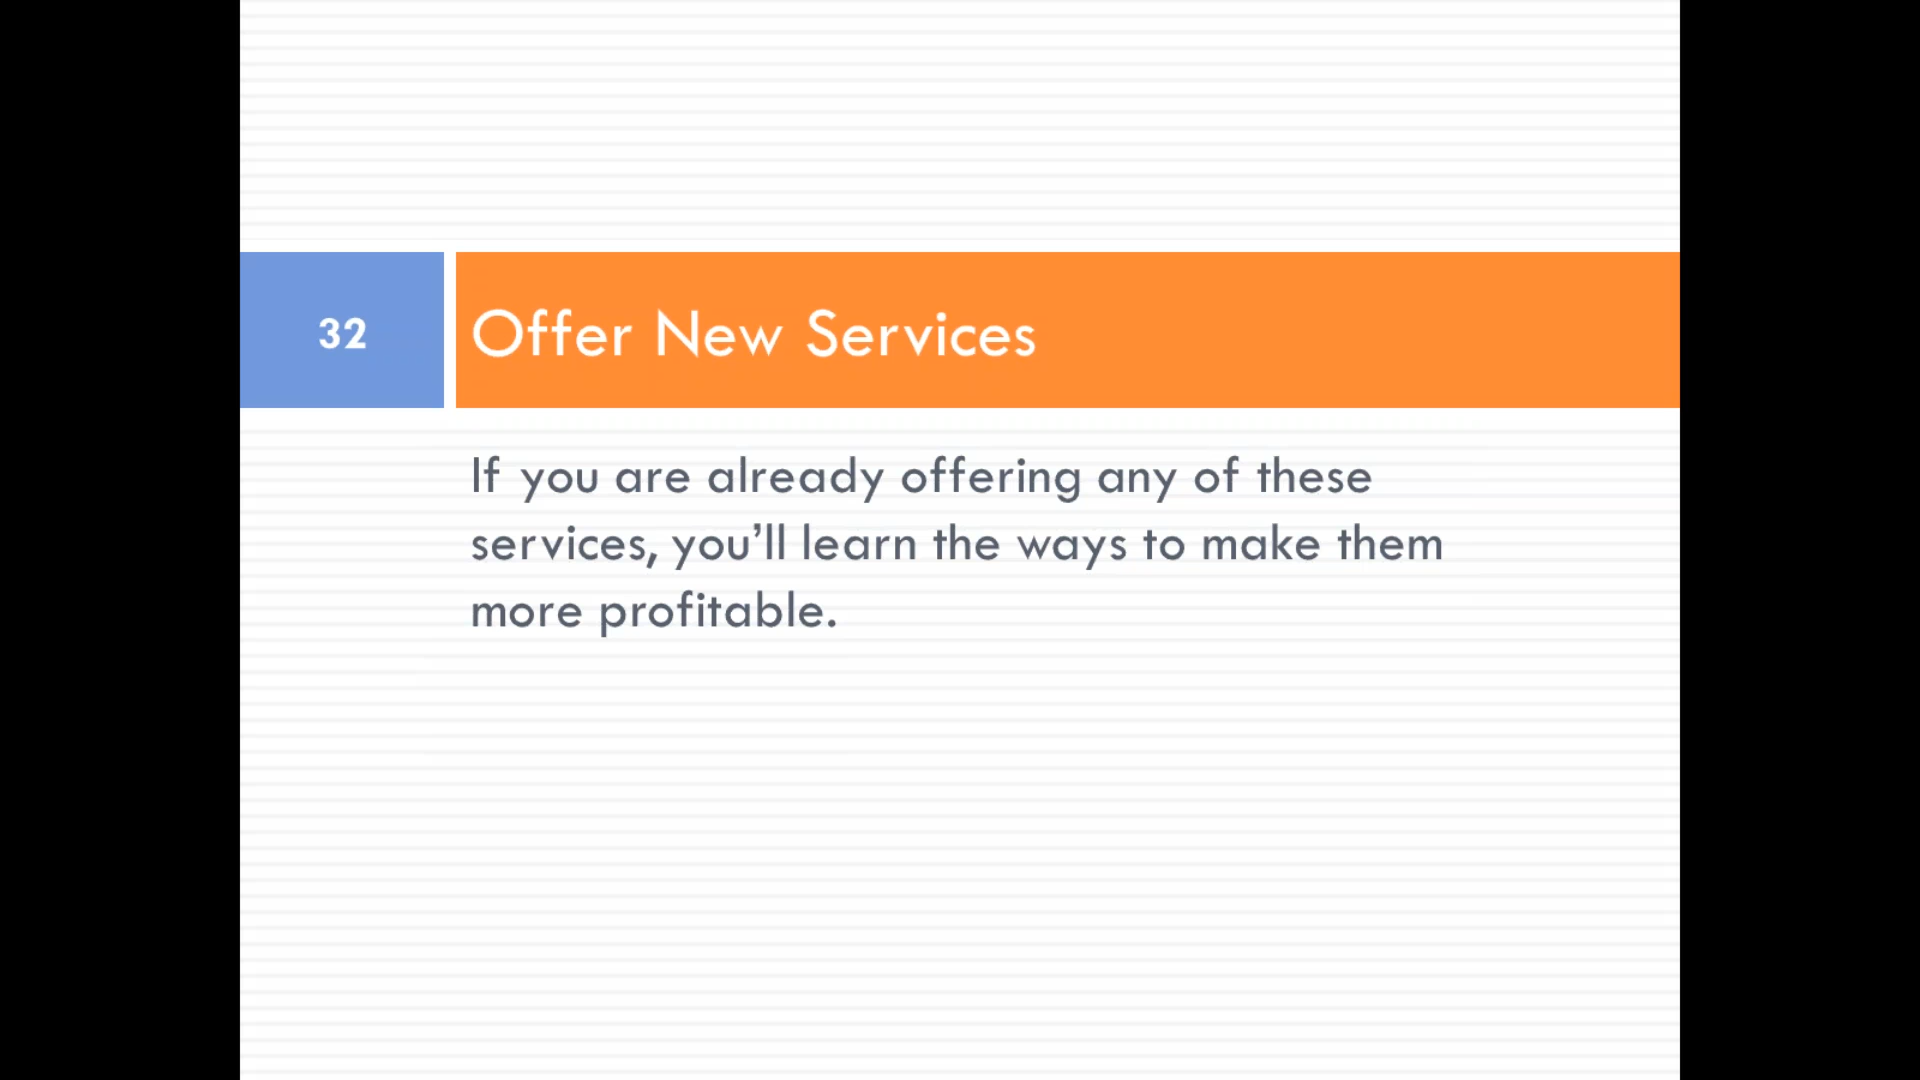 32
Offer New Services
If you are already offering any of these
services, you’ll learn the ways to make them
more profitable.